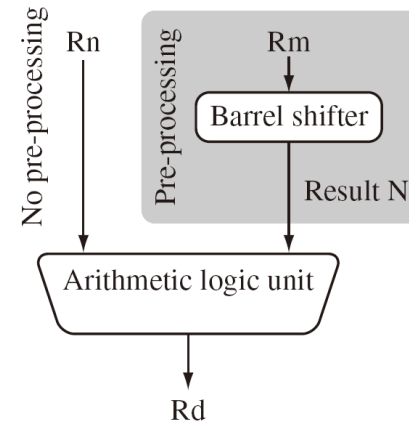 No pre-processing
Rn
Pre-processing
Rm
Barrel shifter
Result N
Arithmetic logic unit
Rd